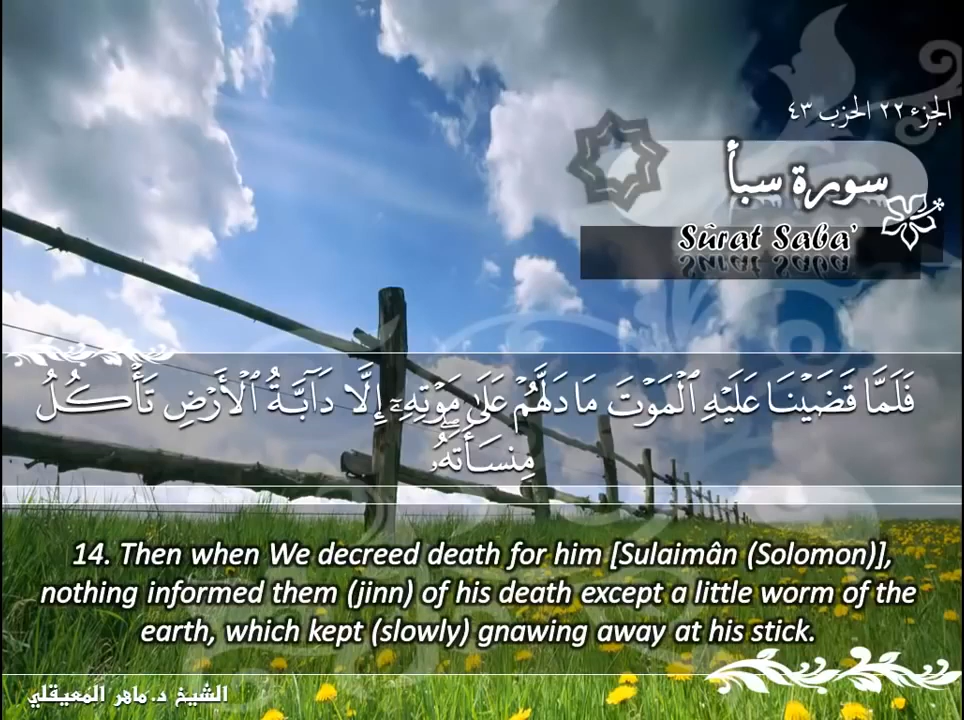 الجزء ٢٢ الحزب ٤٣
سورة سبأ
Sûrat Saba'
فَلَمَّا قَضَيْنَا عَلَيْهِ ٱلْمَوْتَ مَا دَلَّهُمْ عَلَىٰ مَوْتِهِۦٓ إِلَّا دَآبَّةُ ٱلْأَرْضِ تَأْكُلُ
مِنسَأَتَهُۥ ۖ
14. Then when We decreed death for him [Sulaimân (Solomon)],
nothing informed them (jinn) of his death except a little worm of the
earth, which kept (slowly) gnawing away at his stick.
الشيخ د. ماهر المعيقلي